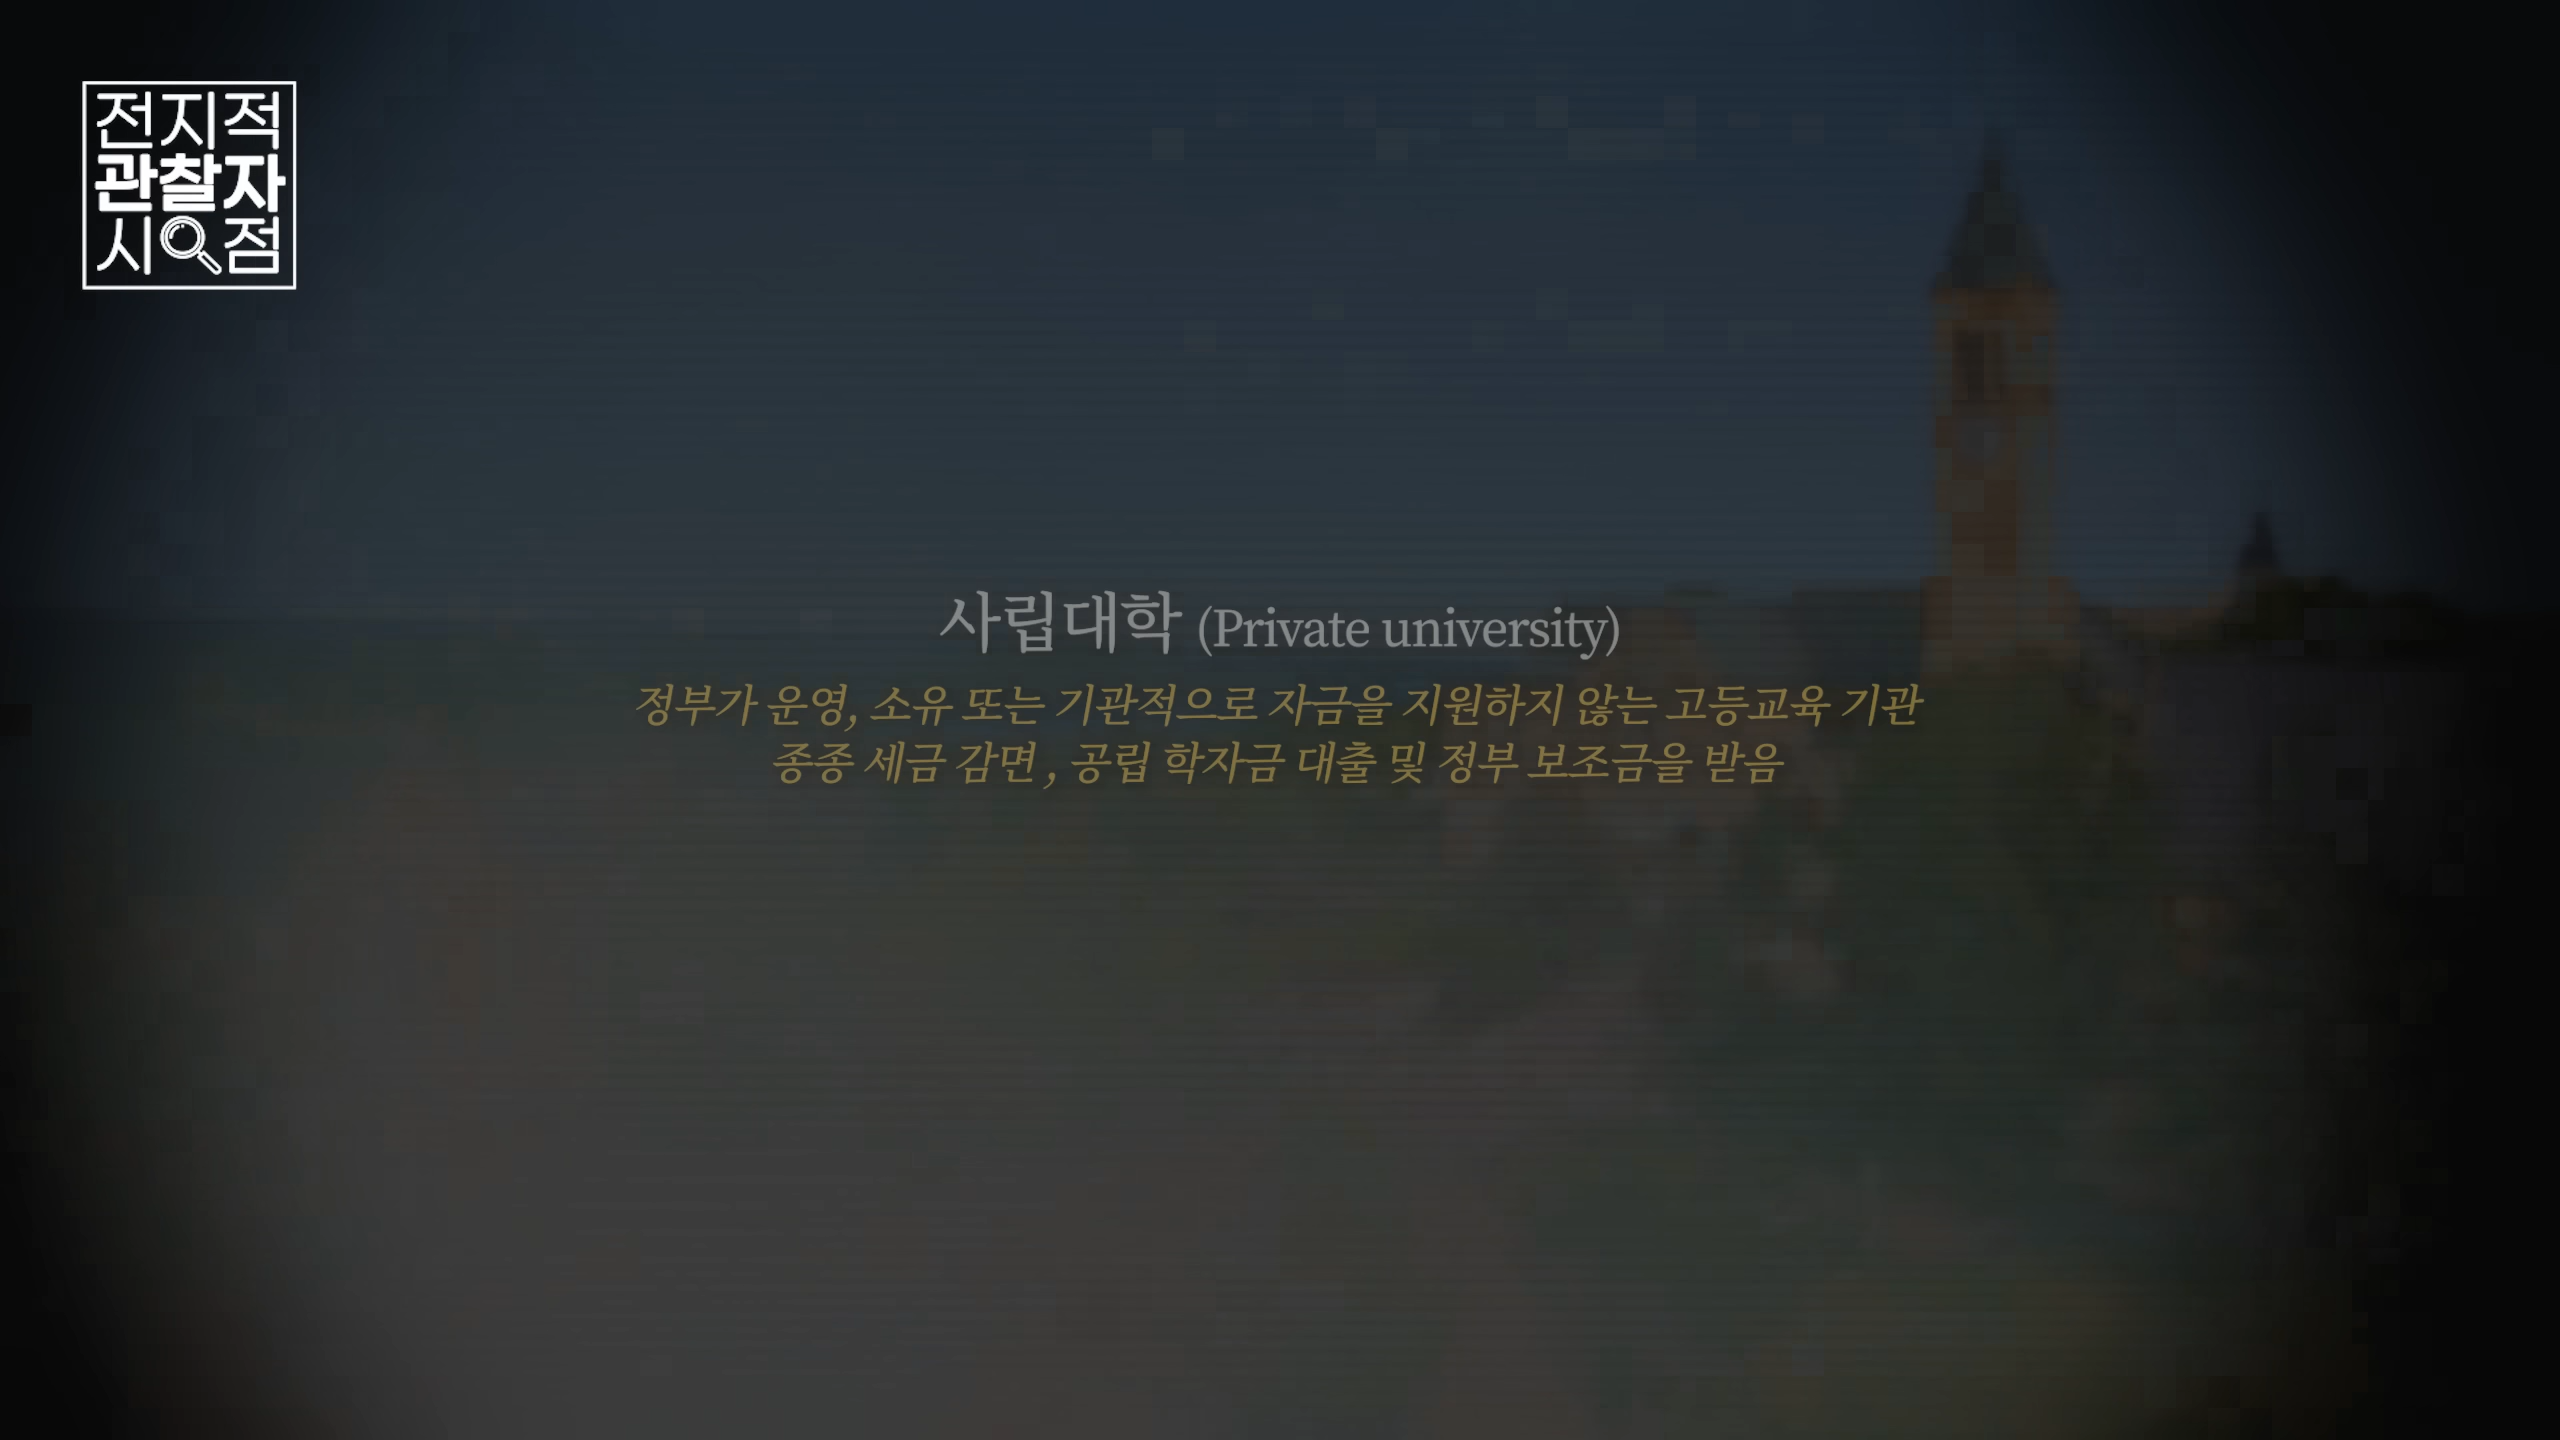 전지적
관찰자
시점
사립대학 (Private university)
정부가 운영, 소유 또는 기관적으로 자금을 지원하지 않는 고등교육 기관
종종 세금 감면 , 공립 학자금 대출 및 정부 보조금을 받음